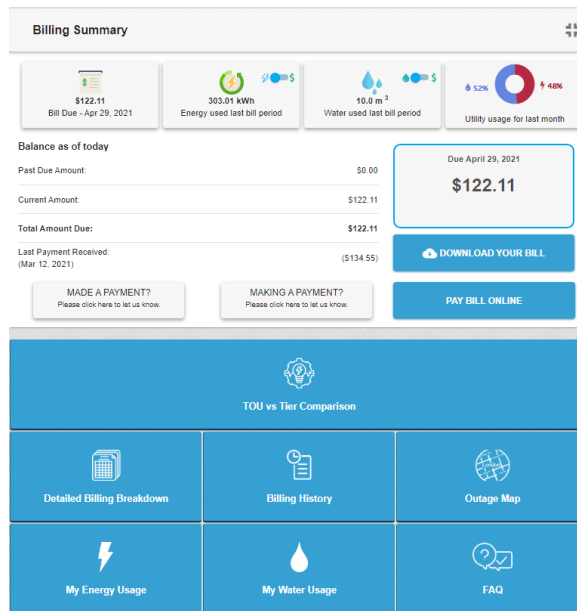 Billing Summary
$122.11
Bill Due - Apr 29, 2021
$
303.01 kWh
Energy used last bill period
$
10.0 m 3
Water used last bill period
52%
48%
Utility usage for last month
Balance as of today
Past Due Amount:
$0.00
Current Amount:
$122.11
Total Amount Due:
$122.11
Last Payment Received:
(Mar 12, 2021)
($134.55)
MADE A PAYMENT?
Please click here to let us know.
MAKING A PAYMENT?
Please click here to let us know.
Due April 29, 2021
$122.11
DOWNLOAD YOUR BILL
PAY BILL ONLINE
TOU vs Tier Comparison
Detailed Billing Breakdown
Billing History
Outage Map
My Energy Usage
My Water Usage
FAQ